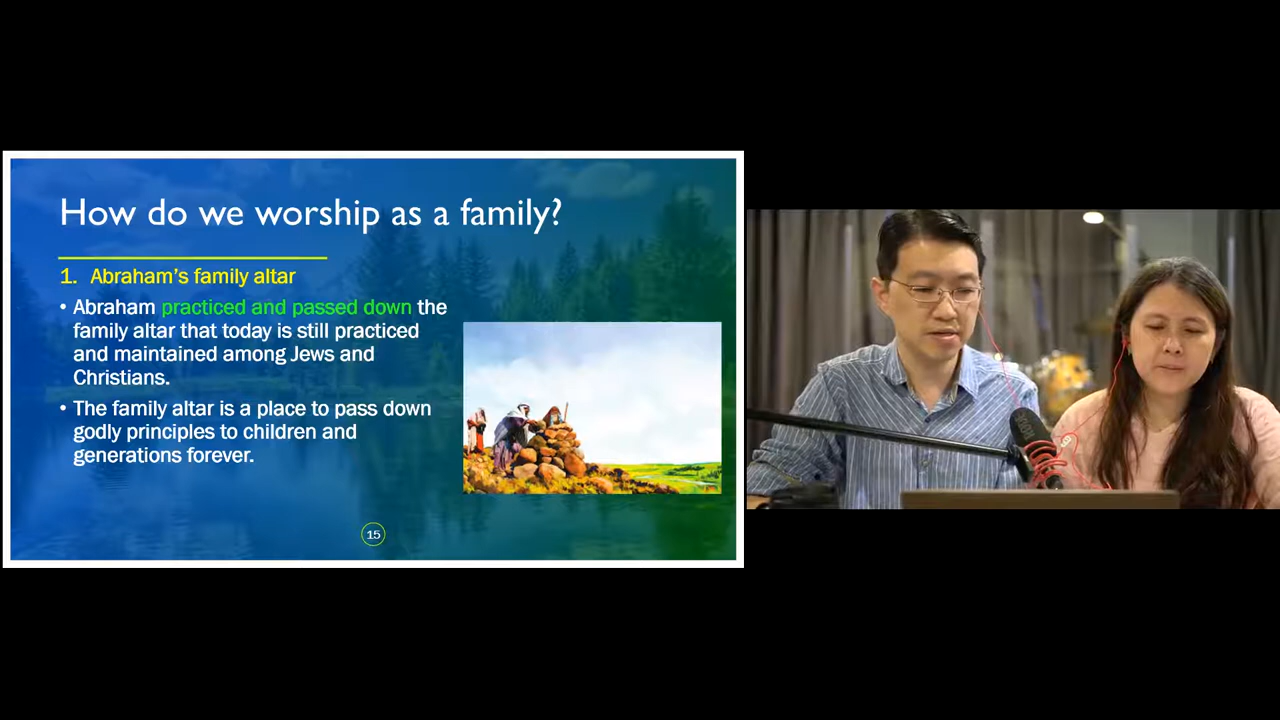 How do we worship as a family?
1. Abraham's family altar
• Abraham practiced and passed down the
family altar that today is still practiced
and maintained among Jews and
Christians.
• The family altar is a place to pass down
godly principles to children and
generations forever.
15